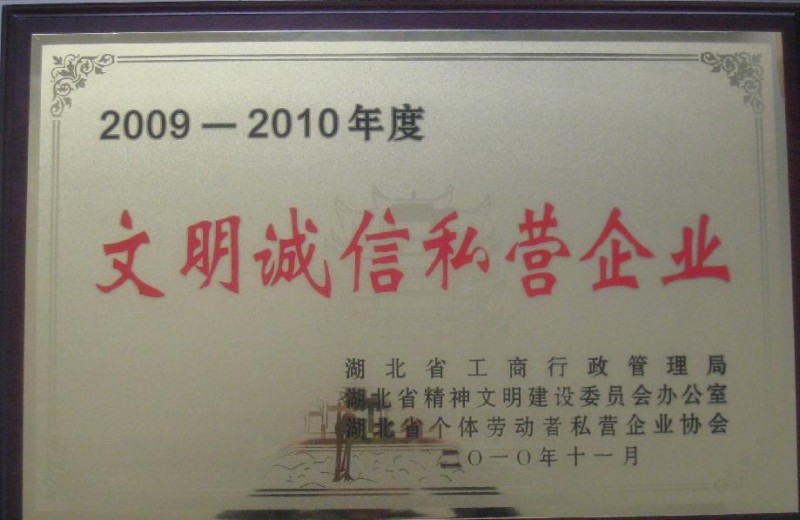 2009－2010年度
文明诚信私营企业
湖北省工商行政管理局
湖北省精神文明建设委员会办公室
湖北省个体劳动者私营企业协会
二〇一〇年十一月